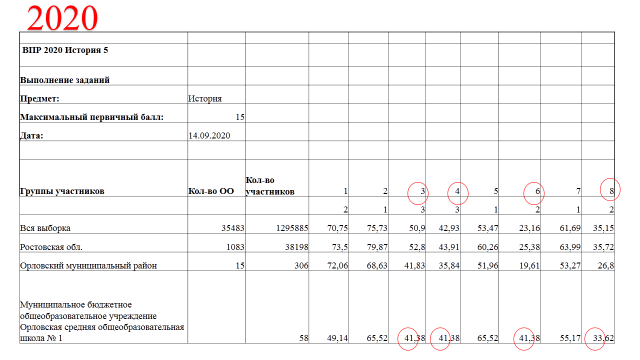 2020
ВПР 2020 История 5
Выполнение заданий
Предмет: История
Максимальный первичный балл: 15
Дата: 14.09.2020
Группы участников Кол-во ОО Кол-во участников 1 2 3 4 5 6 7 8
2 1 3 3 1 2 1 2
Вся выборка 35483 1295885 70,75 75,73 50,9 42,93 53,47 23,16 61,69 35,15
Ростовская обл. 1083 38198 73,5 79,87 52,8 43,91 60,26 25,38 63,99 35,72
Орловский муниципальный район 15 306 72,06 68,63 41,83 35,84 51,96 19,61 53,27 26,8
Муниципальное бюджетное
общеобразовательное учреждение
Орловская средняя общеобразовательная
школа № 1 58 49,14 65,52 41,38 41,38 65,52 41,38 55,17 33,62